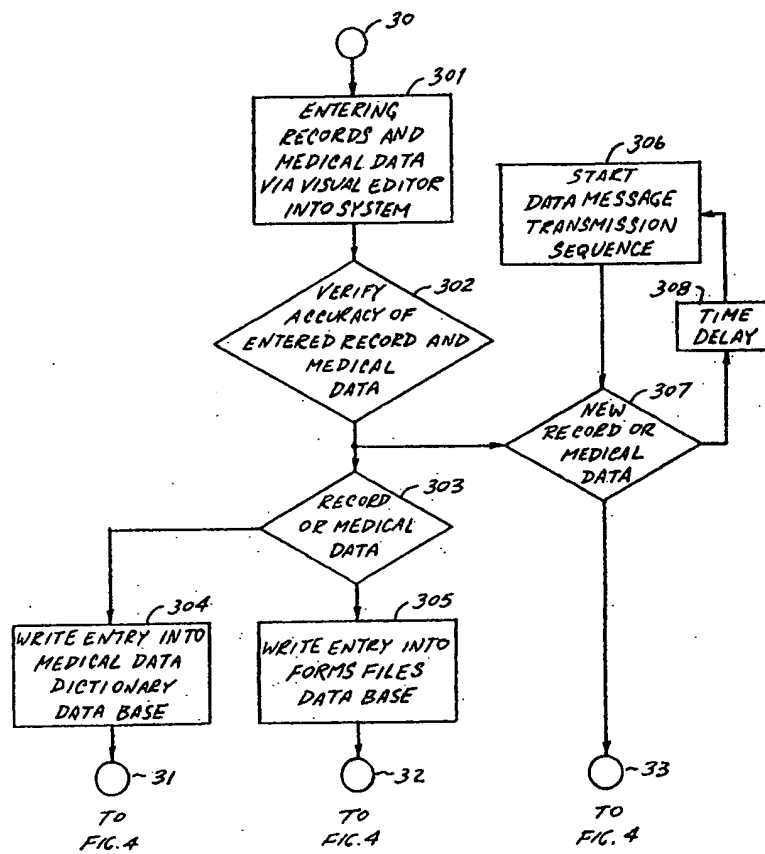 30
301
ENTERING
RECORDS AND
MEDICAL DATA
VIA VISUAL EDITOR
INTO SYSTEM
302
VERIFY
ACCURACY OF
ENTERED RECORD AND
MEDICAL
DATA
306
START
DATA MESSAGE
TRANSMISSION
SEQUENCE
308
TIME
DELAY
307
NEW
RECORD OR
MEDICAL
DATA
303
RECORD
OR MEDICAL
DATA
304
WRITE ENTRY INTO
MEDICAL DATA
DICTIONARY
DATA BASE
305
WRITE ENTRY INTO
FORMS FILES
DATA BASE
31
TO
FIG.4
32
TO
FIG.4
33
TO
FIG.4